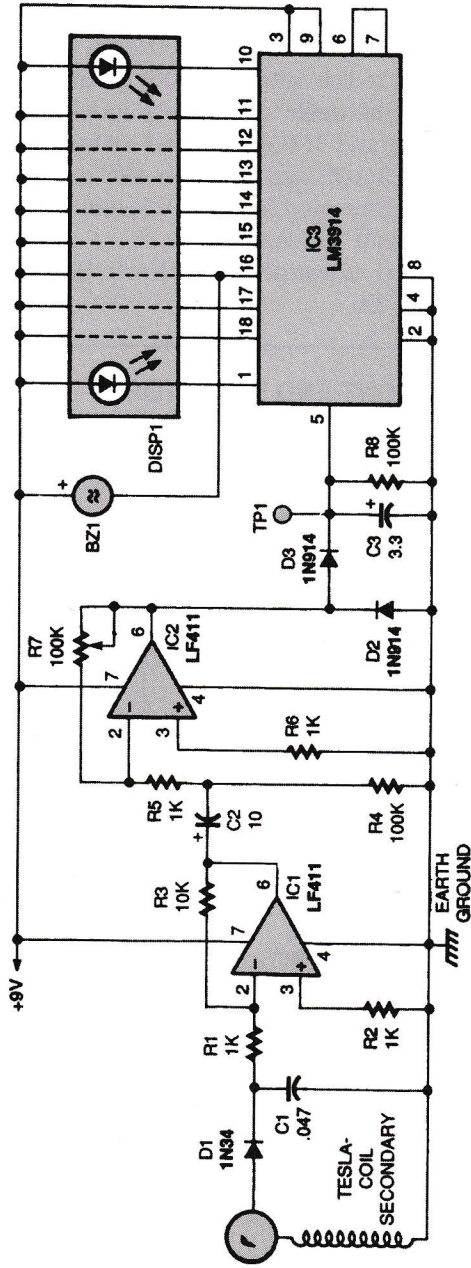 +9V
TESLA-
COIL
SECONDARY
D1
1N34
C1
.047
R1
1K
R2
1K
R3
10K
2
3
7
4
6
IC1
LF411
EARTH
GROUND
+
C2
10
R4
100K
R5
1K
R6
1K
R7
100K
2
3
7
4
6
IC2
LF411
BZ1
+
D2
1N914
D3
1N914
TP1
C3
3.3
+
R8
100K
DISP1
1
18
17
16
15
14
13
12
11
10
5
IC3
LM3914
2
4
8
3
9
6
7